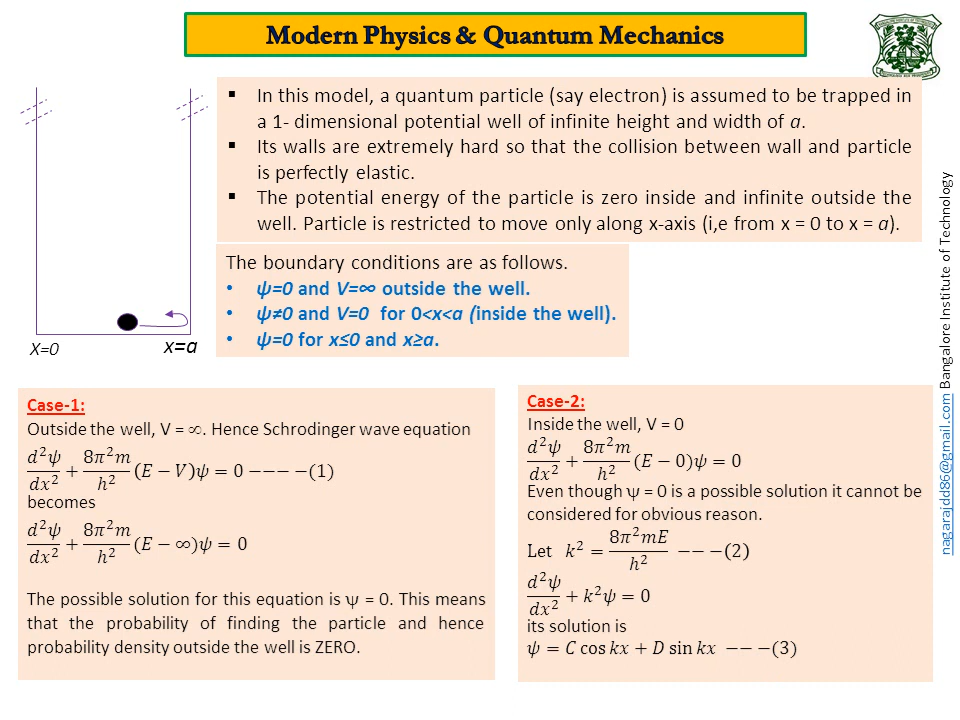 Modern Physics & Quantum Mechanics
▪ In this model, a quantum particle (say electron) is assumed to be trapped in
a 1- dimensional potential well of infinite height and width of a.
▪ Its walls are extremely hard so that the collision between wall and particle
is perfectly elastic.
▪ The potential energy of the particle is zero inside and infinite outside the
well. Particle is restricted to move only along x-axis (i,e from x = 0 to x = a).
The boundary conditions are as follows.
• ψ=0 and V=∞ outside the well.
• ψ≠0 and V=0 for 0<x<a (inside the well).
• ψ=0 for x≤0 and x≥a.
X=0
x=a
Case-1:
Outside the well, V = ∞. Hence Schrodinger wave equation
d²ψ/dx² + 8π²m/h² (E − V)ψ = 0 −−−−(1)
becomes
d²ψ/dx² + 8π²m/h² (E − ∞)ψ = 0
The possible solution for this equation is ψ = 0. This means
that the probability of finding the particle and hence
probability density outside the well is ZERO.
Case-2:
Inside the well, V = 0
d²ψ/dx² + 8π²m/h² (E − 0)ψ = 0
Even though ψ = 0 is a possible solution it cannot be
considered for obvious reason.
Let k² = 8π²mE/h² −−−(2)
d²ψ/dx² + k²ψ = 0
its solution is
ψ = C cos kx + D sin kx −−−(3)
nagarajdd86@gmail.com Bangalore Institute of Technology